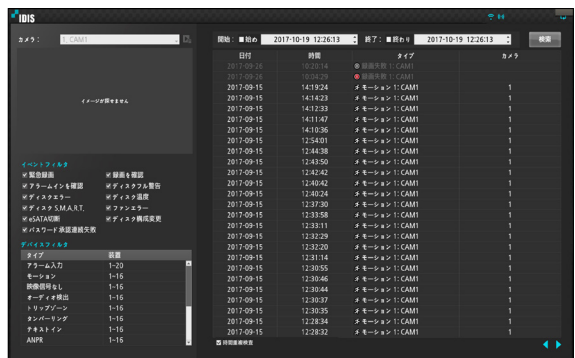 IDIS
カメラ:
1. CAM1
イメージが探せません
イベントフィルタ
緊急録画 録画を確認
アラームインを確認 ディスクフル警告
ディスクエラー ディスク温度
ディスク S.M.A.R.T. ファンエラー
eSATA切断 ディスク構成変更
パスワード承認連続失敗
デバイスフィルタ
タイプ 装置
アラーム入力 1~20
モーション 1~16
映像信号なし 1~16
オーディオ検出 1~16
トリップゾーン 1~16
タンパーリング 1~16
テキストイン 1~16
ANPR 1~16
開始: 始め 2017-10-19 12:26:13 終了: 終わり 2017-10-19 12:26:13 検索
日付 時間 タイプ カメラ
2017-09-26 10:20:14 録画失敗 1: CAM1
2017-09-26 10:04:29 録画失敗 1: CAM1
2017-09-15 14:19:24 モーション 1: CAM1 1
2017-09-15 14:14:23 モーション 1: CAM1 1
2017-09-15 14:12:33 モーション 1: CAM1 1
2017-09-15 14:11:47 モーション 1: CAM1 1
2017-09-15 14:10:36 モーション 1: CAM1 1
2017-09-15 12:54:01 モーション 1: CAM1 1
2017-09-15 12:44:38 モーション 1: CAM1 1
2017-09-15 12:43:50 モーション 1: CAM1 1
2017-09-15 12:42:42 モーション 1: CAM1 1
2017-09-15 12:40:42 モーション 1: CAM1 1
2017-09-15 12:40:24 モーション 1: CAM1 1
2017-09-15 12:37:30 モーション 1: CAM1 1
2017-09-15 12:33:58 モーション 1: CAM1 1
2017-09-15 12:33:11 モーション 1: CAM1 1
2017-09-15 12:32:29 モーション 1: CAM1 1
2017-09-15 12:32:20 モーション 1: CAM1 1
2017-09-15 12:31:14 モーション 1: CAM1 1
2017-09-15 12:30:55 モーション 1: CAM1 1
2017-09-15 12:30:46 モーション 1: CAM1 1
2017-09-15 12:30:44 モーション 1: CAM1 1
2017-09-15 12:30:37 モーション 1: CAM1 1
2017-09-15 12:30:35 モーション 1: CAM1 1
2017-09-15 12:28:34 モーション 1: CAM1 1
2017-09-15 12:28:32 モーション 1: CAM1 1
時間重複検査